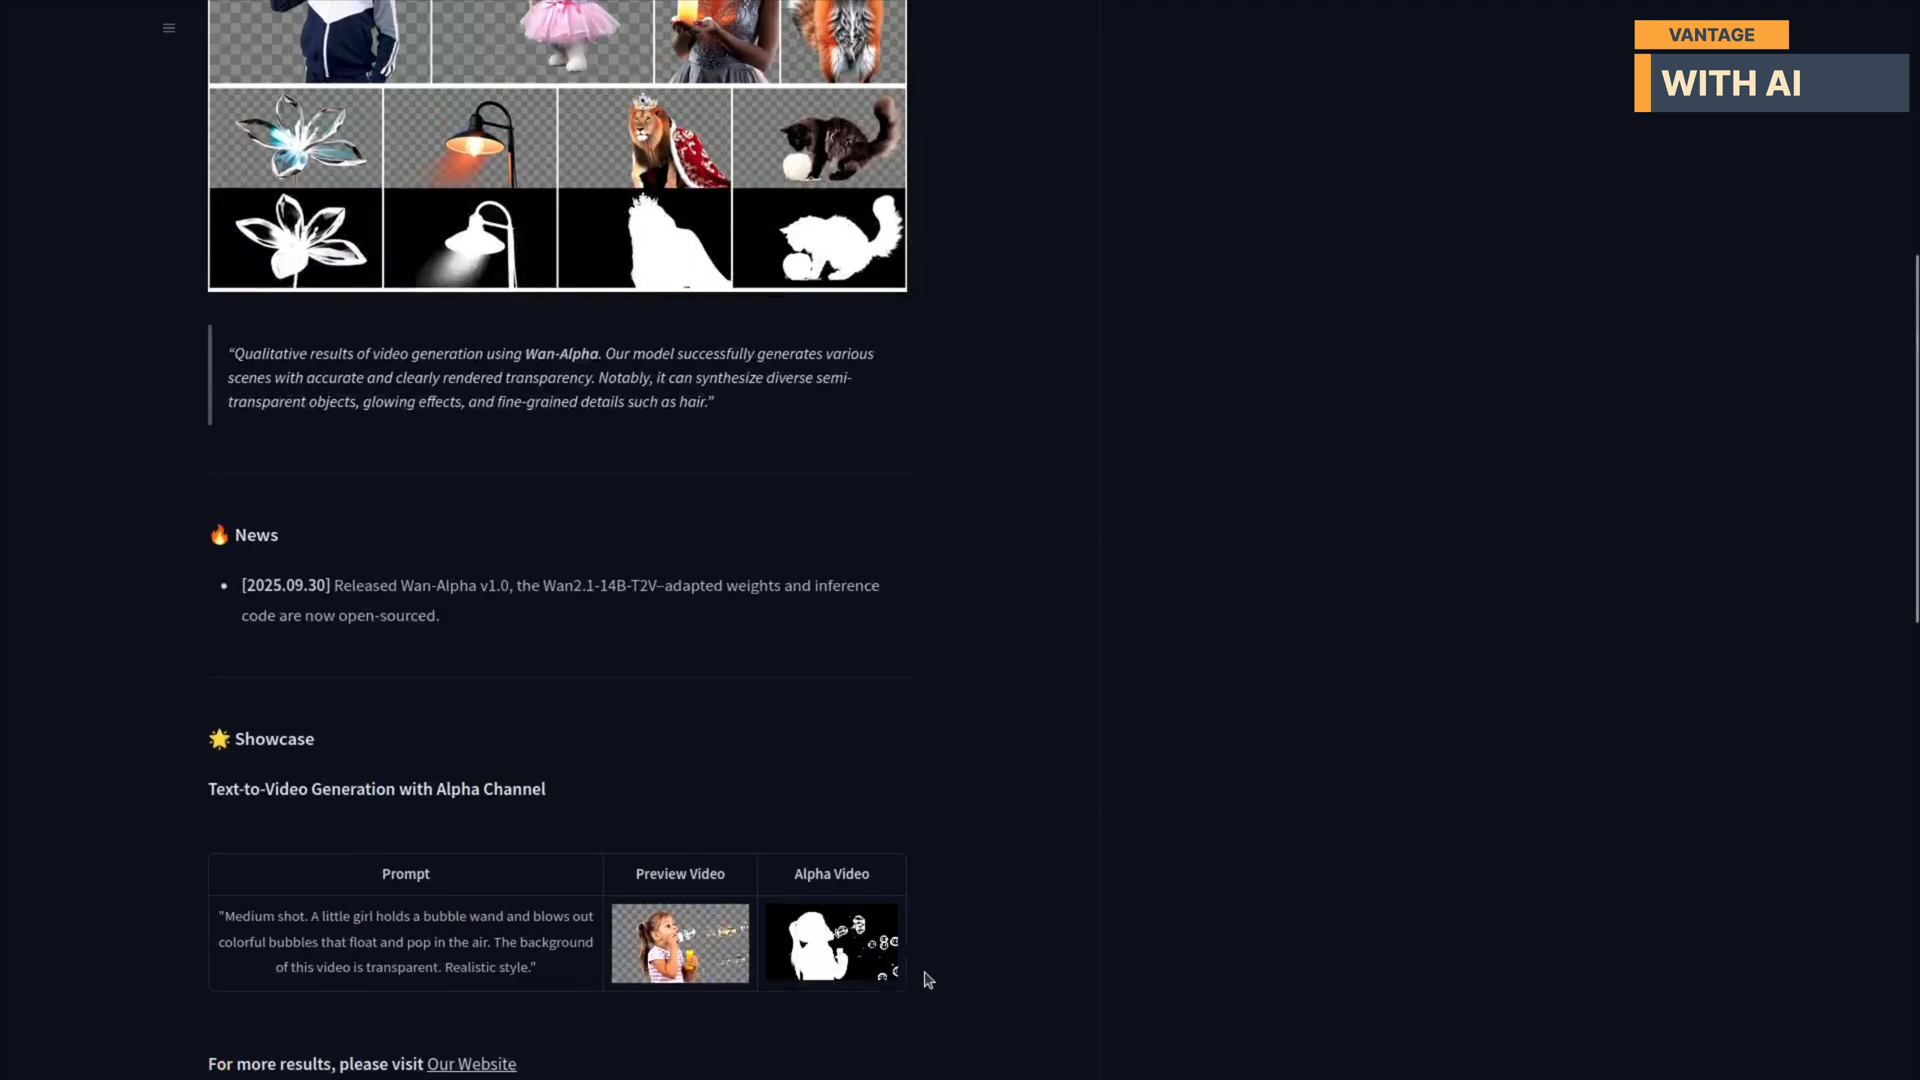 VANTAGE
WITH AI
“Qualitative results of video generation using Wan-Alpha. Our model successfully generates various
scenes with accurate and clearly rendered transparency. Notably, it can synthesize diverse semi-
transparent objects, glowing effects, and fine-grained details such as hair.”
🔥 News
• [2025.09.30] Released Wan-Alpha v1.0, the Wan2.1-14B-T2V–adapted weights and inference
code are now open-sourced.
🌟 Showcase
Text-to-Video Generation with Alpha Channel
Prompt Preview Video Alpha Video
"Medium shot. A little girl holds a bubble wand and blows out
colorful bubbles that float and pop in the air. The background
of this video is transparent. Realistic style."
For more results, please visit Our Website